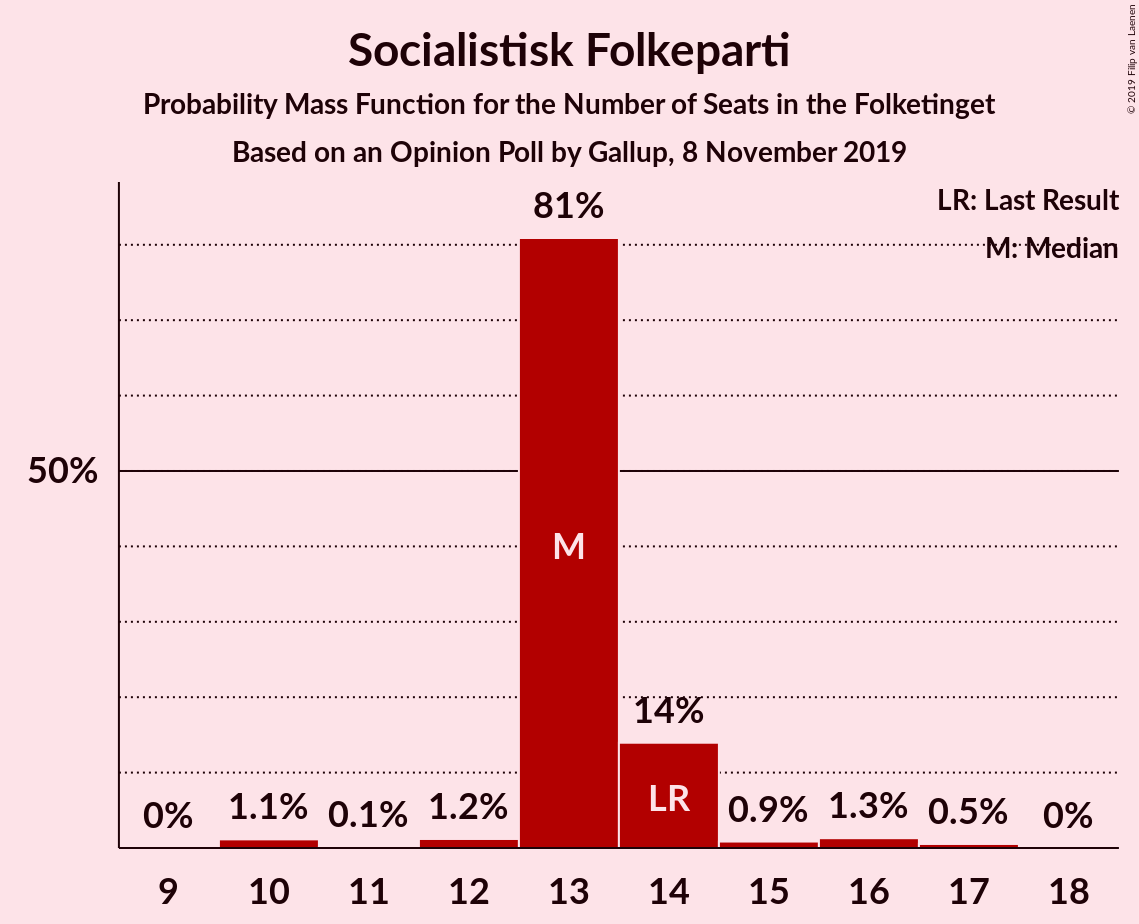 Socialistisk Folkeparti
Probability Mass Function for the Number of Seats in the Folketinget
Based on an Opinion Poll by Gallup, 8 November 2019
© 2019 Filip van Laenen
LR: Last Result
M: Median
50%
0%
1.1%
0.1%
1.2%
81%
14%
0.9%
1.3%
0.5%
0%
M
LR
9
10
11
12
13
14
15
16
17
18